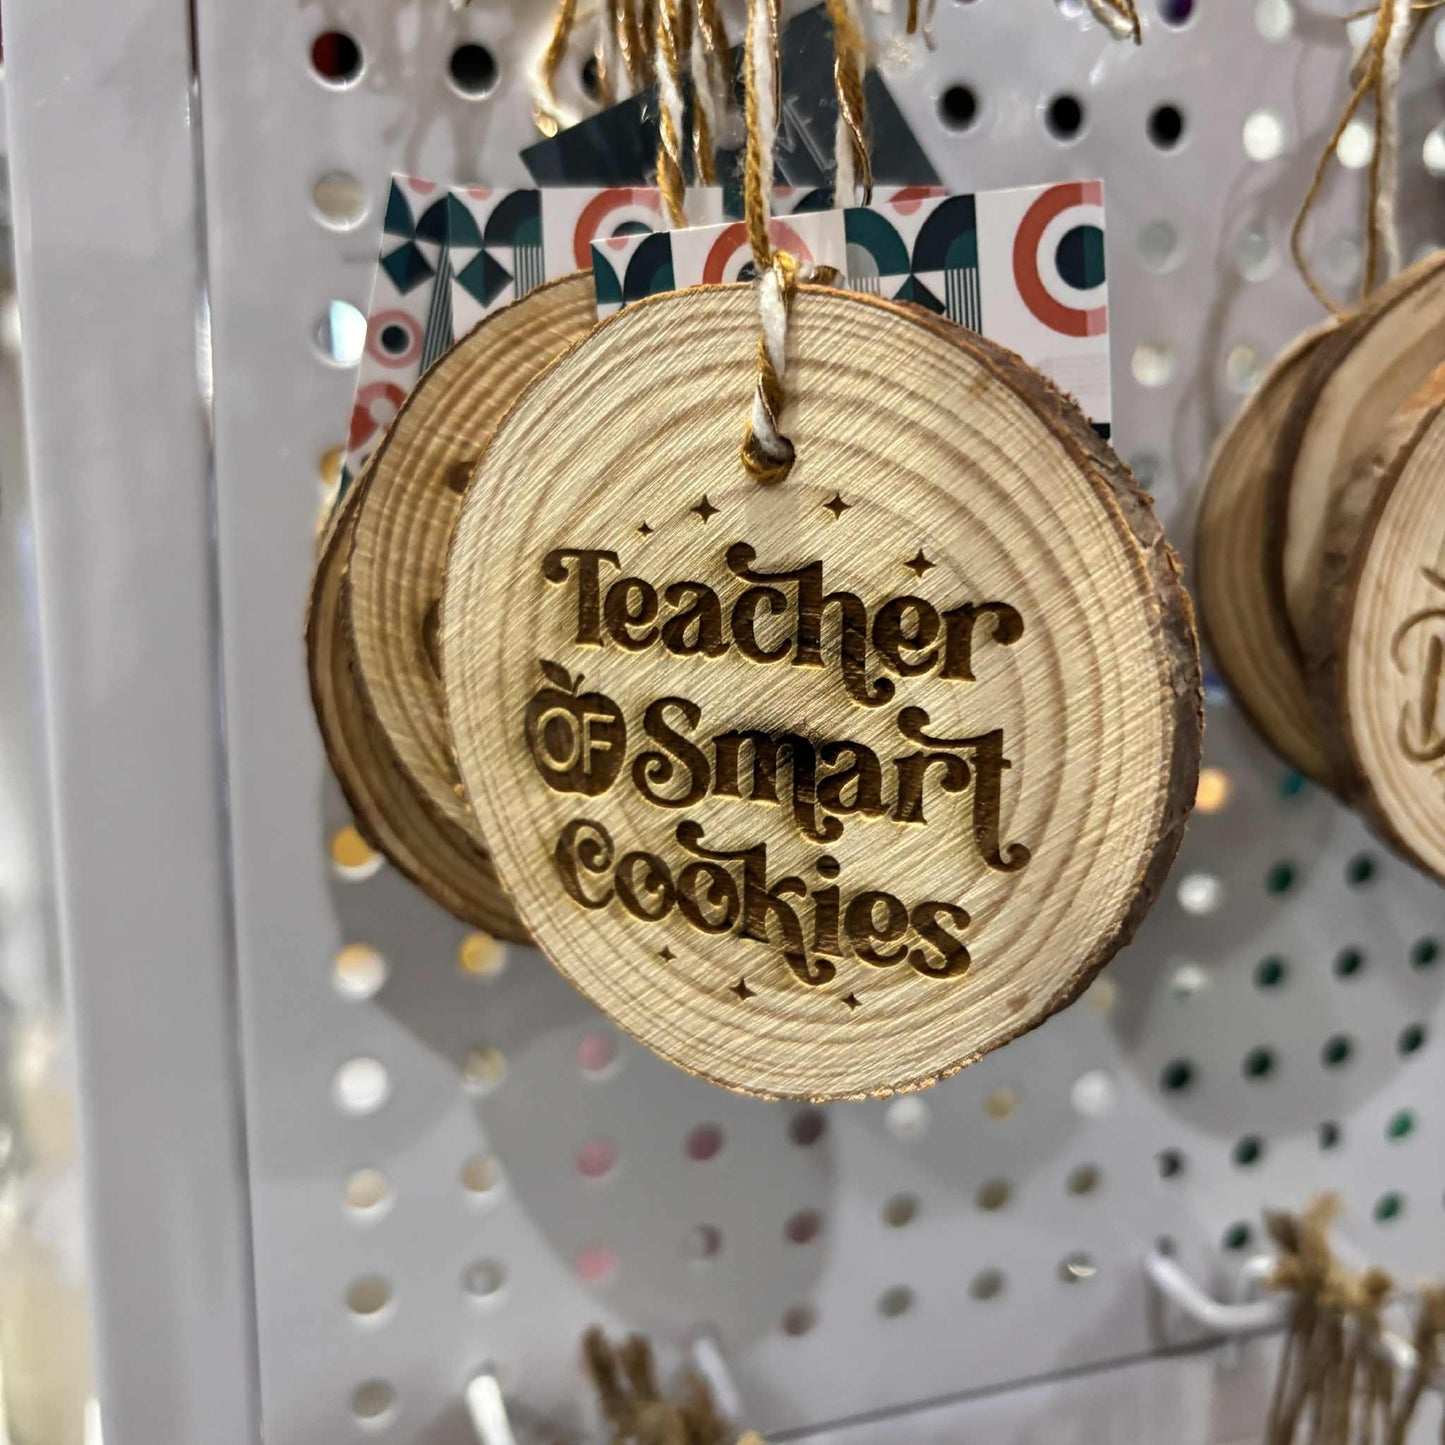 Teacher
OF Smart
Cookies